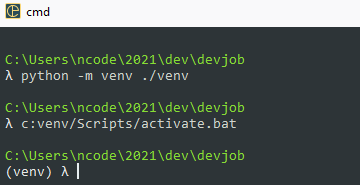 cmd
C:\Users\ncode\2021\dev\devjob
λ python -m venv ./venv
C:\Users\ncode\2021\dev\devjob
λ c:venv/Scripts/activate.bat
C:\Users\ncode\2021\dev\devjob
(venv) λ